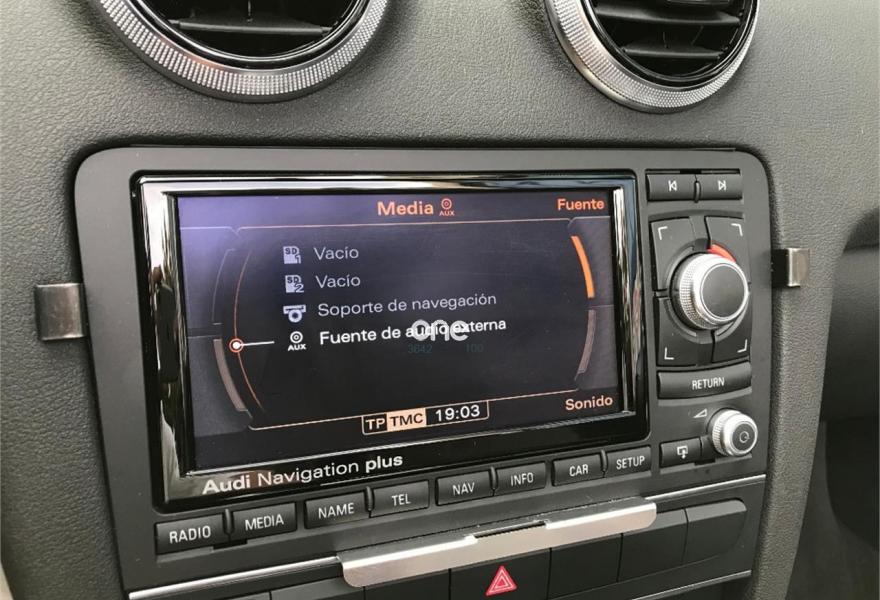 Media AUX
Fuente
SD 1 Vacío
SD 2 Vacío
Soporte de navegación
AUX Fuente de audio externa
one
3642 100
Sonido
TP TMC 19:03
Audi Navigation plus
RETURN
RADIO MEDIA NAME TEL NAV INFO CAR SETUP